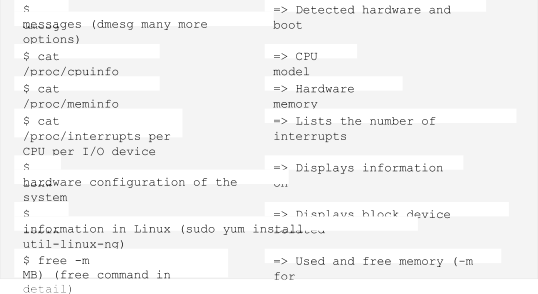 $ => Detected hardware and
messages (dmesg many more boot
options)
$ cat => CPU
/proc/cpuinfo model
$ cat => Hardware
/proc/meminfo memory
$ cat => Lists the number of
/proc/interrupts per interrupts
CPU per I/O device
$ => Displays information
hardware configuration of the on
system
$ => Displays block device
information in Linux (sudo yum install
util-linux-ng)
$ free -m => Used and free memory (-m
MB) (free command in for
detail)